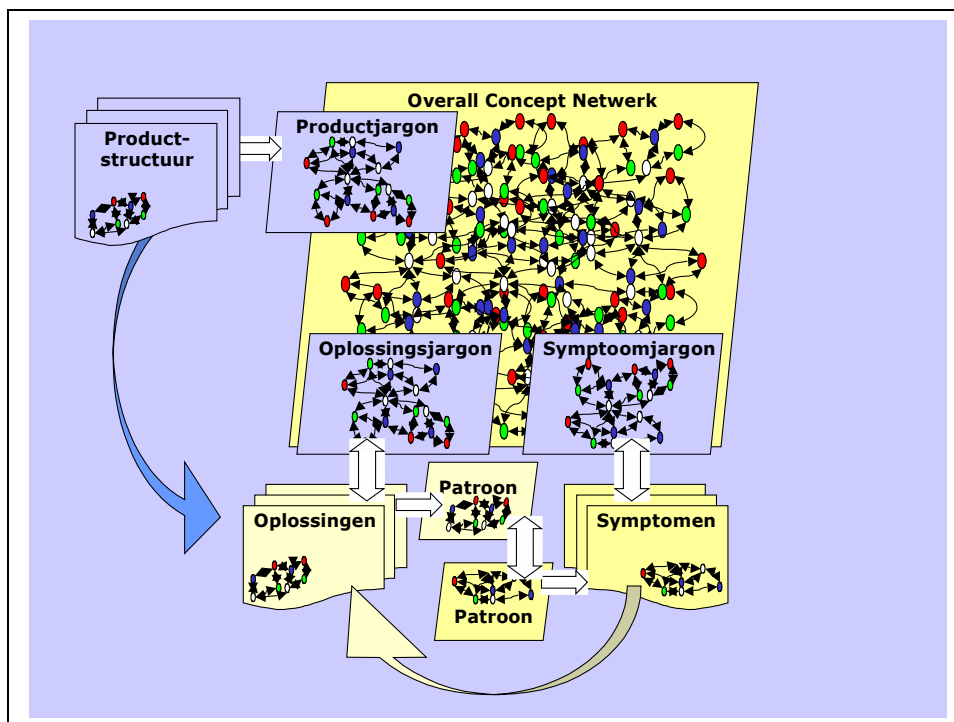 Overall Concept Netwerk
Productjargon
Product-
structuur
Oplossingsjargon
Symptoomjargon
Patroon
Oplossingen
Symptomen
Patroon